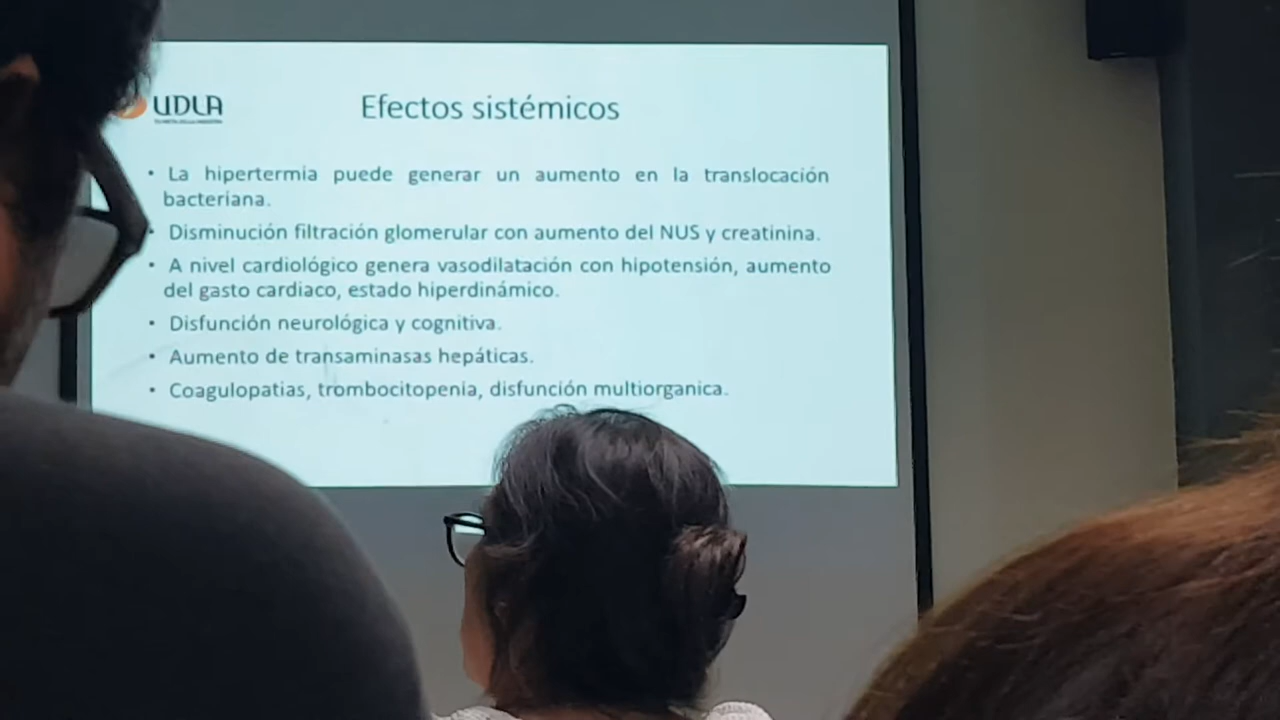 UDLA
Efectos sistémicos
• La hipertermia puede generar un aumento en la translocación
bacteriana.
• Disminución filtración glomerular con aumento del NUS y creatinina.
• A nivel cardiológico genera vasodilatación con hipotensión, aumento
del gasto cardiaco, estado hiperdinámico.
• Disfunción neurológica y cognitiva.
• Aumento de transaminasas hepáticas.
• Coagulopatias, trombocitopenia, disfunción multiorganica.